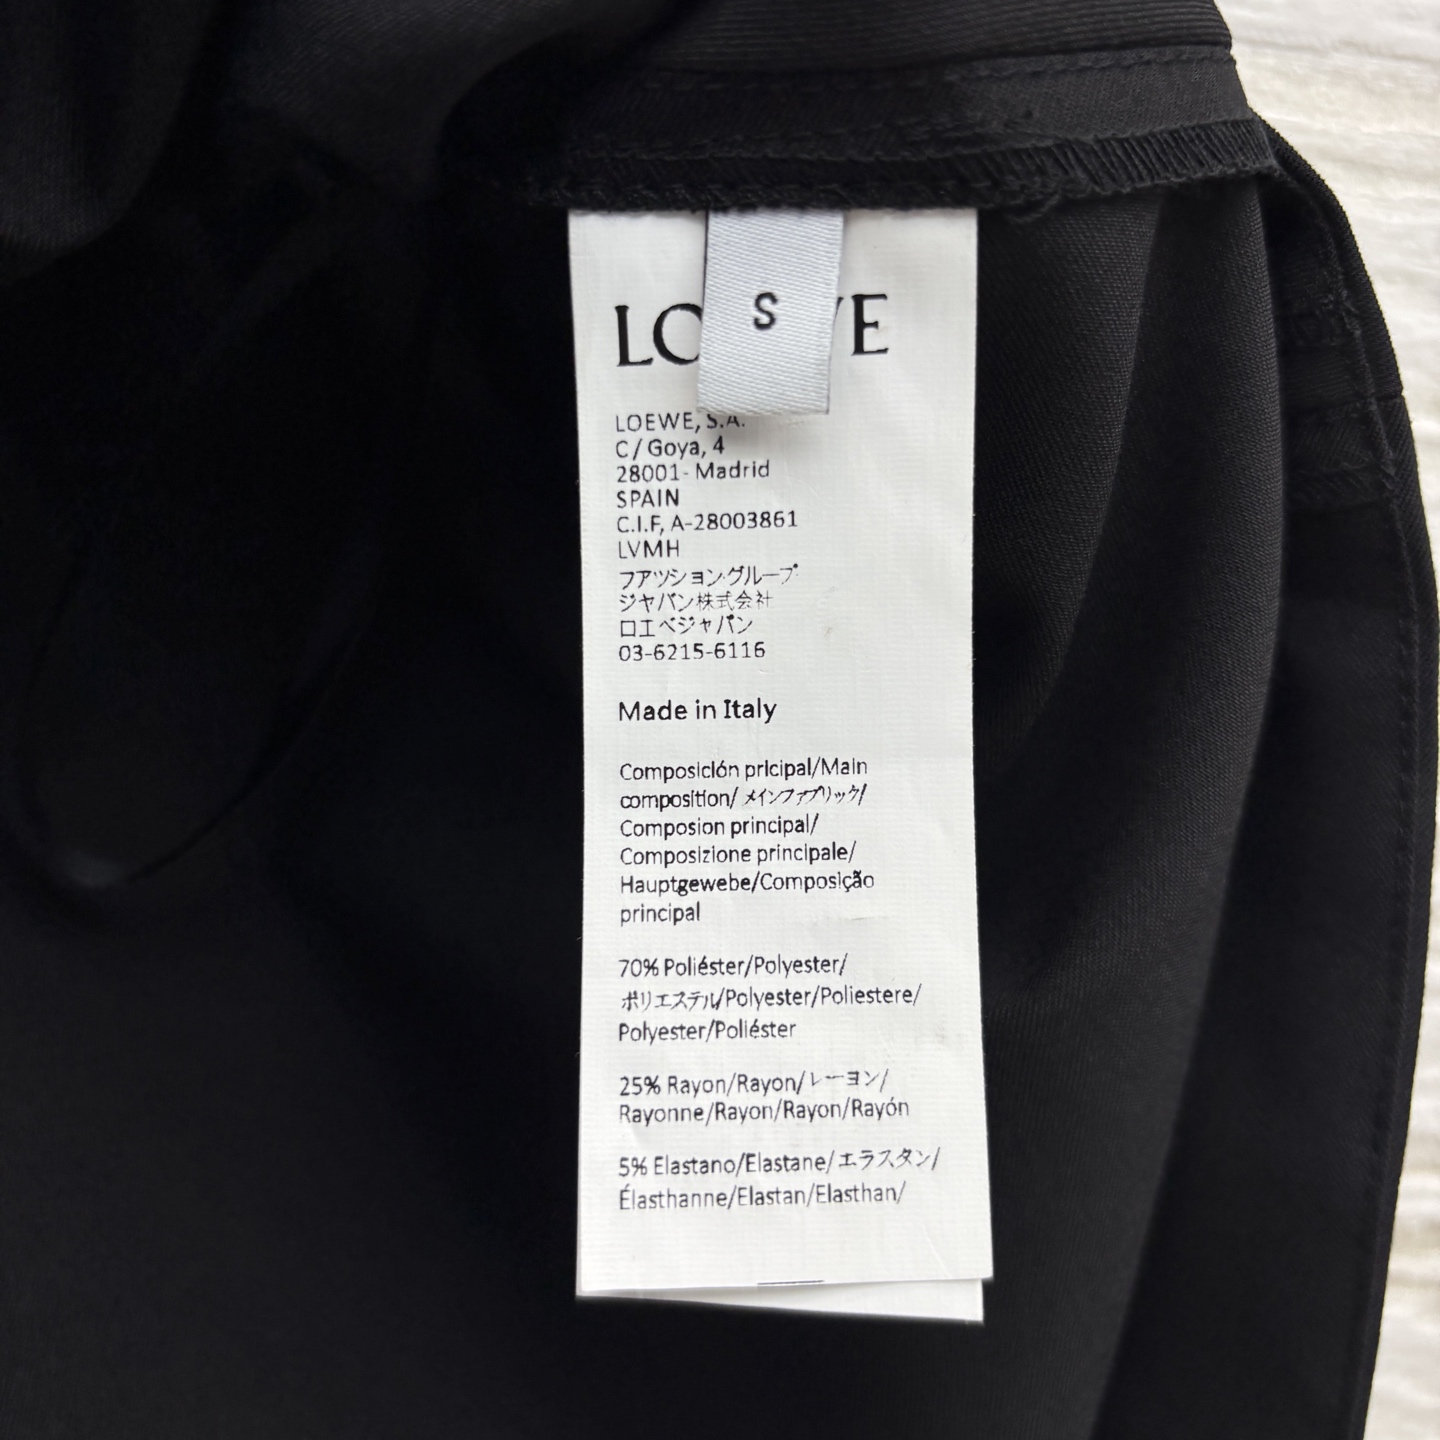 S
LO
E
LOEWE, S.A.
C/ Goya, 4
28001- Madrid
SPAIN
C.I.F, A-28003861
LVMH
フアツション・グループ
ジヤパン株式会社
ロエベジャパン
03-6215-6116
Made in Italy
Composición pricipal/Main
composition/メインファブリック/
Composion principal/
Composizione principale/
Hauptgewebe/Composição
principal
70% Poliéster/Polyester/
ポリエステル/Polyester/Poliestere/
Polyester/Poliéster
25% Rayon/Rayon/レーヨン/
Rayonne/Rayon/Rayon/Rayón
5% Elastano/Elastane/エラスタン/
Élasthanne/Elastan/Elasthan/